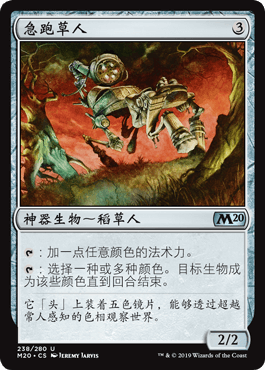 急跑草人 3
神器生物～稻草人 M20
：加一点任意颜色的法术力。
：选择一种或多种颜色。目标生物成
为该些颜色直到回合结束。
它「头」上装着五色镜片，能够透过超越
常人感知的色相观察世界。
2/2
238/280 U
M20 • CS JEREMY JARVIS ™ & © 2019 Wizards of the Coast